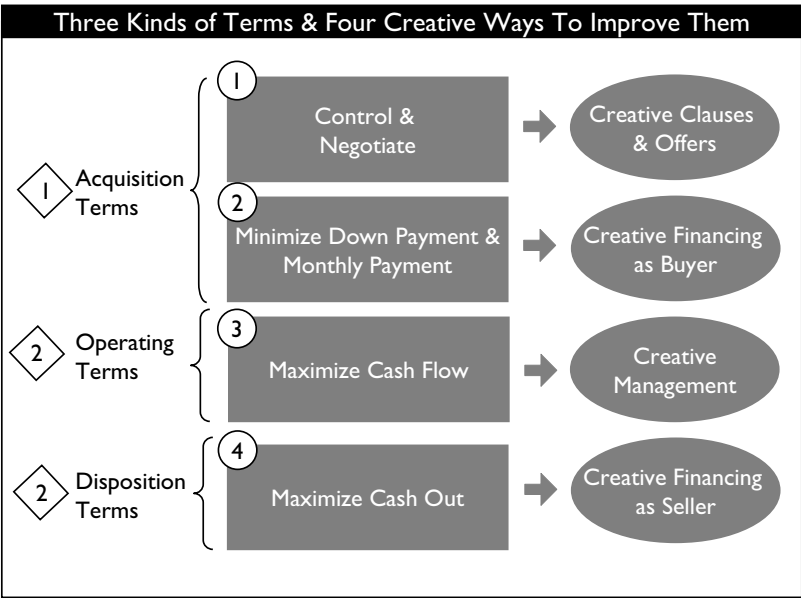 Three Kinds of Terms & Four Creative Ways To Improve Them
1
Acquisition
Terms
1
Control &
Negotiate
Creative Clauses
& Offers
2
Minimize Down Payment &
Monthly Payment
Creative Financing
as Buyer
2
Operating
Terms
3
Maximize Cash Flow
Creative
Management
2
Disposition
Terms
4
Maximize Cash Out
Creative Financing
as Seller